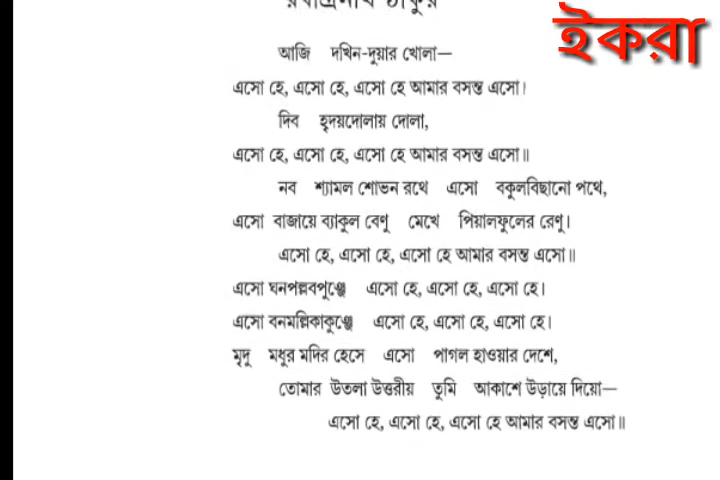 রবীন্দ্রনাথ ঠাকুর
ইকরা
আজি দখিন-দুয়ার খোলা—
এসো হে, এসো হে, এসো হে আমার বসন্ত এসো।
দিব হৃদয়দোলায় দোলা,
এসো হে, এসো হে, এসো হে আমার বসন্ত এসো॥
নব শ্যামল শোভন রথে এসো বকুলবিছানো পথে,
এসো বাজায়ে ব্যাকুল বেণু মেখে পিয়ালফুলের রেণু।
এসো হে, এসো হে, এসো হে আমার বসন্ত এসো॥
এসো ঘনপল্লবপুঞ্জে এসো হে, এসো হে, এসো হে।
এসো বনমল্লিকাকুঞ্জে এসো হে, এসো হে, এসো হে।
মৃদু মধুর মদির হেসে এসো পাগল হাওয়ার দেশে,
তোমার উতলা উত্তরীয় তুমি আকাশে উড়ায়ে দিয়ো—
এসো হে, এসো হে, এসো হে আমার বসন্ত এসো॥